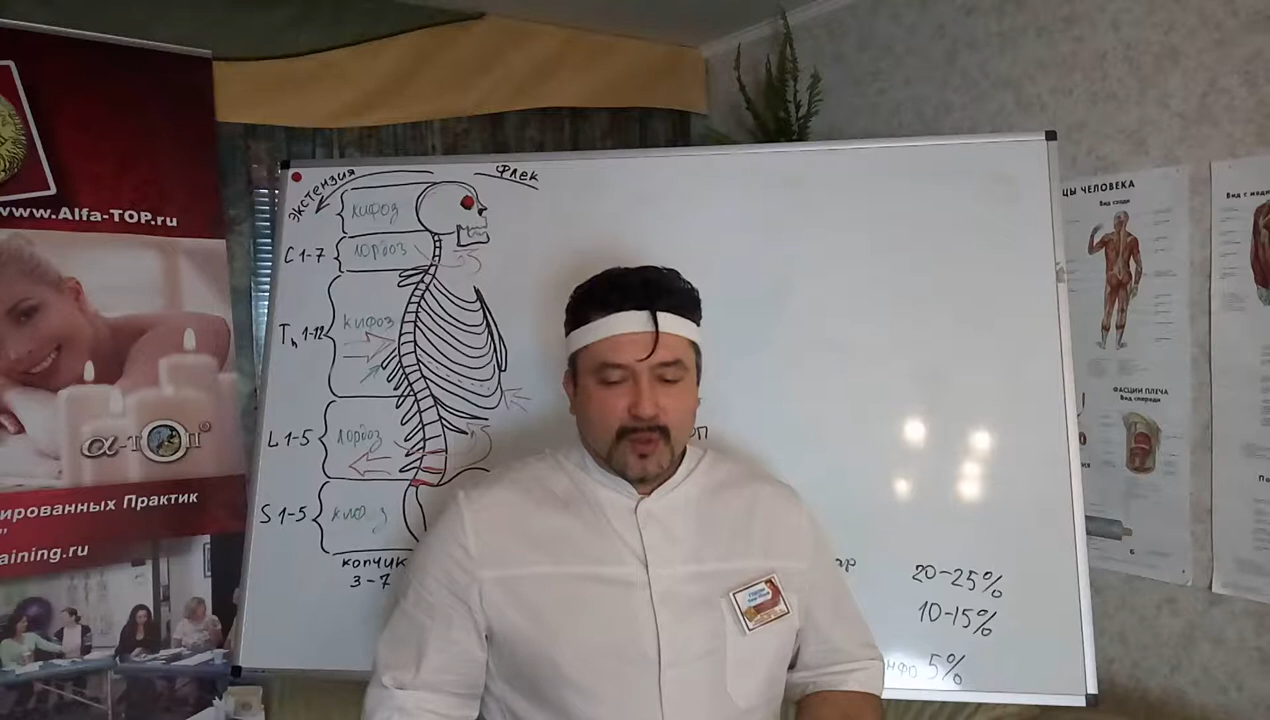 www.Alfa-TOP.ru
α-ТОП
ированных Практик
aining.ru
экстензия
Флек
кифоз
C 1-7
лордоз
Th 1-12
кифоз
L 1-5
лордоз
S 1-5
копчик
3-7
оп
20-25%
10-15%
5%
ЦЫ ЧЕЛОВЕКА
Вид сзади
ФАСЦИИ ПЛЕЧА
Вид спереди